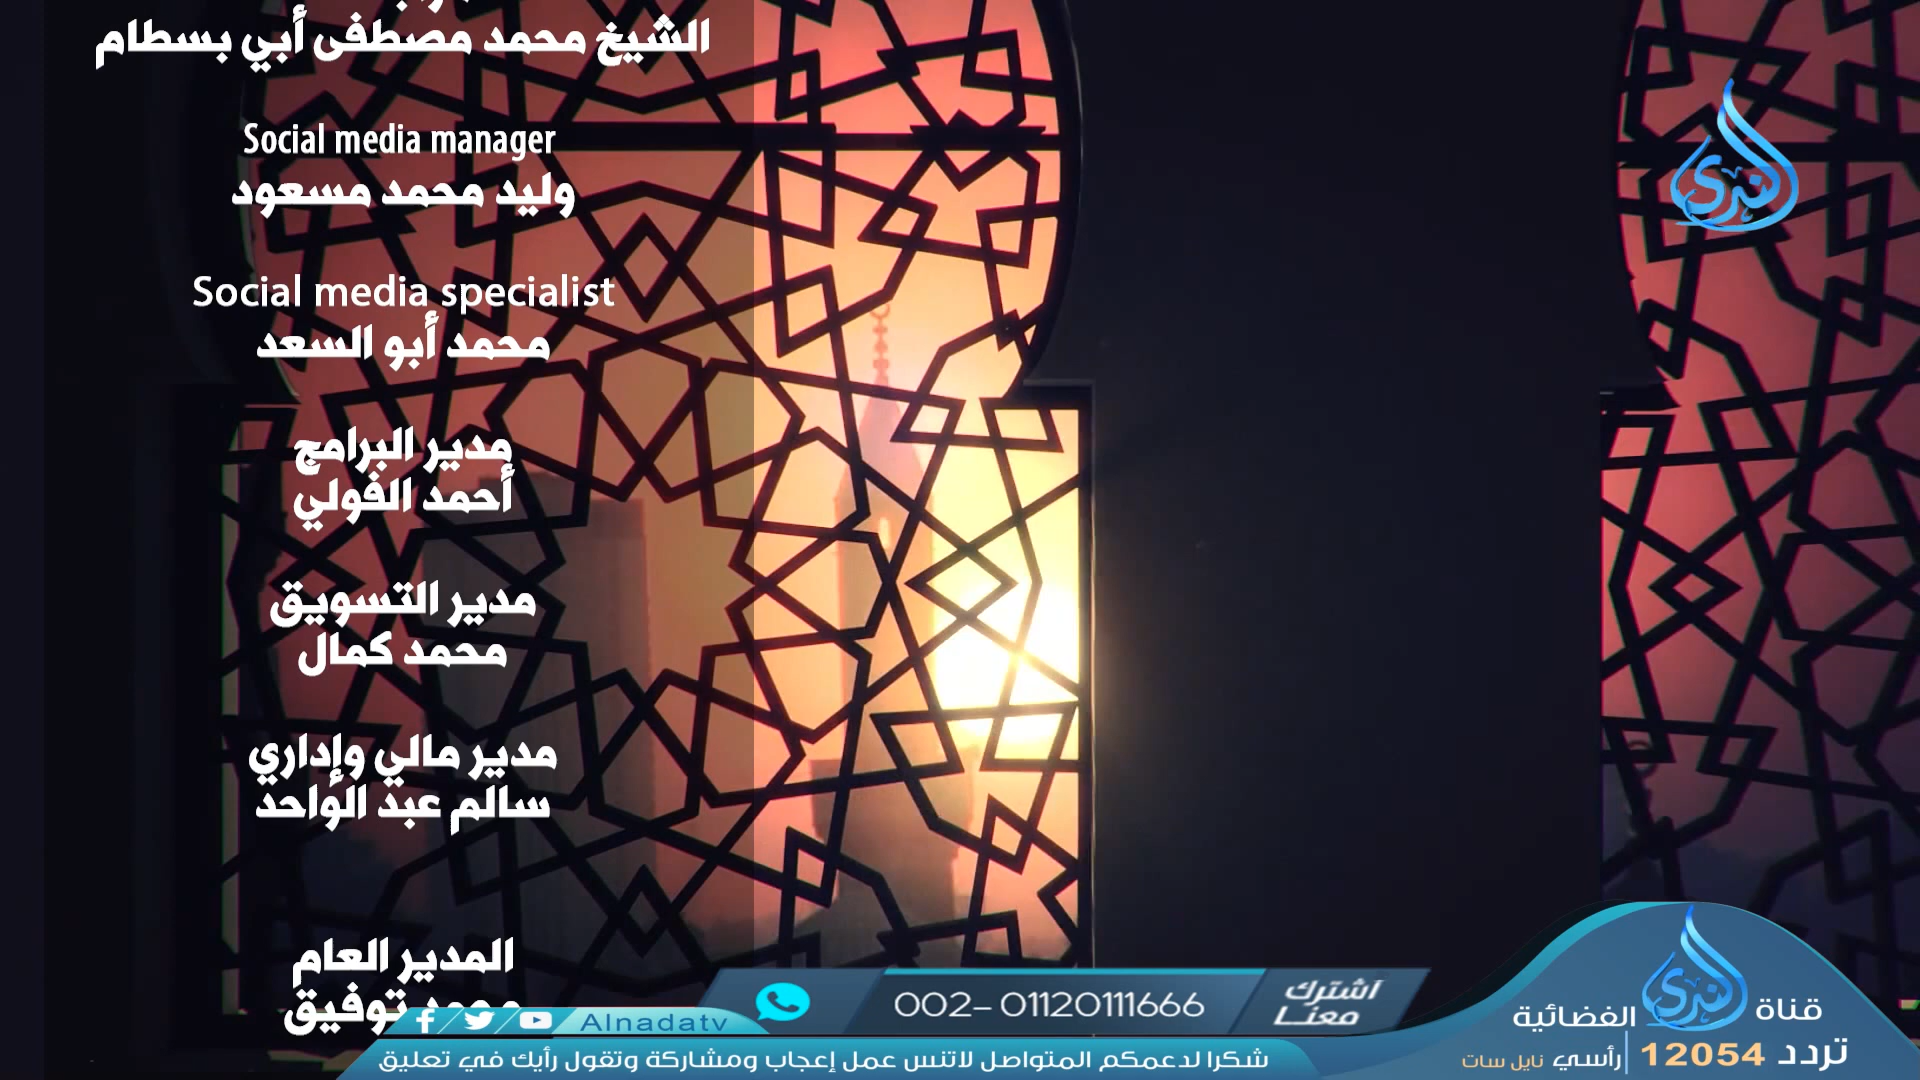 الشيخ محمد مصطفى أبي بسطام
Social media manager
وليد محمد مسعود
Social media specialist
محمد أبو السعد
مدير البرامج
أحمد الفولي
مدير التسويق
محمد كمال
مدير مالي وإداري
سالم عبد الواحد
المدير العام
محمد توفيق
الندى
اشترك معنا
002-01120111666
Alnadatv
شكرا لدعمكم المتواصل لاتنس عمل إعجاب ومشاركة وتقول رأيك في تعليق
قناة الندى الفضائية
تردد 12054 رأسي نايل سات